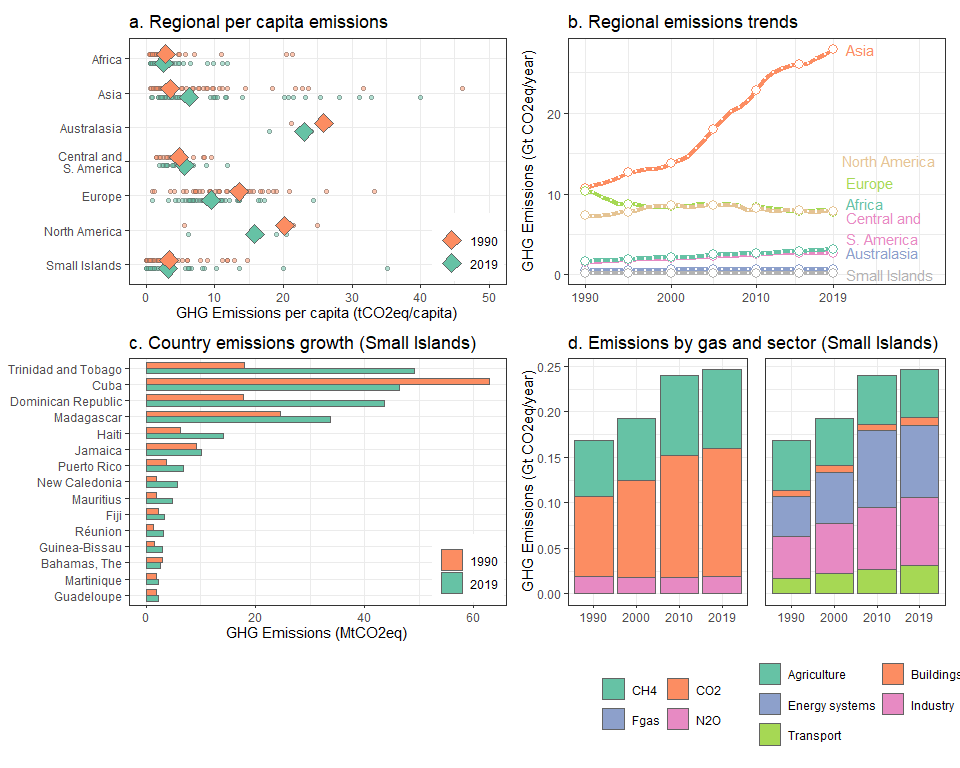 a. Regional per capita emissions
Africa
Asia
Australasia
Central and
S. America
Europe
North America
Small Islands
1990
2019
0
10
20
30
40
50
GHG Emissions per capita (tCO2eq/capita)
b. Regional emissions trends
GHG Emissions (Gt CO2eq/year)
20
10
0
Asia
North America
Europe
Africa
Central and
S. America
Australasia
Small Islands
1990
2000
2010
2019
c. Country emissions growth (Small Islands)
Trinidad and Tobago
Cuba
Dominican Republic
Madagascar
Haiti
Jamaica
Puerto Rico
New Caledonia
Mauritius
Fiji
Réunion
Guinea-Bissau
Bahamas, The
Martinique
Guadeloupe
1990
2019
0
20
40
60
GHG Emissions (MtCO2eq)
d. Emissions by gas and sector (Small Islands)
GHG Emissions (Gt CO2eq/year)
0.25
0.20
0.15
0.10
0.05
0.00
1990
2000
2010
2019
1990
2000
2010
2019
CH4
CO2
Fgas
N2O
Agriculture
Buildings
Energy systems
Industry
Transport